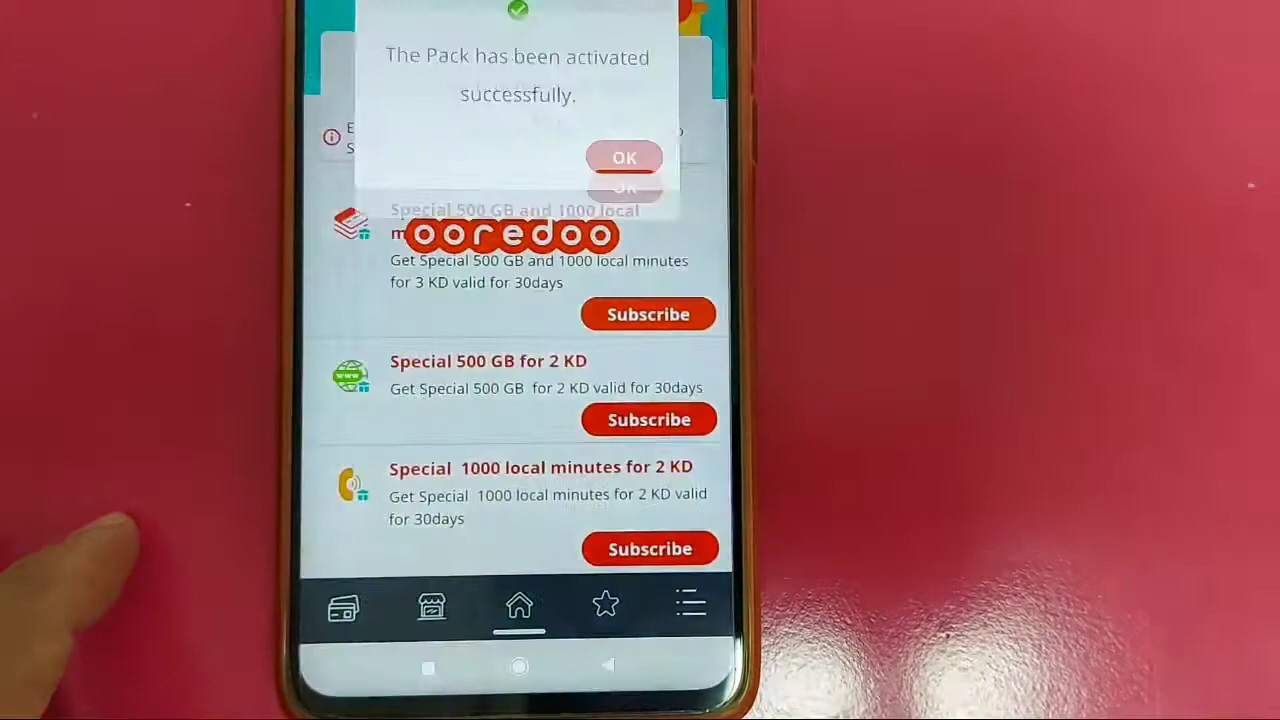 The Pack has been activated
successfully.
OK
OK
Special 500 GB and 1000 local
ooredoo
Get Special 500 GB and 1000 local minutes
for 3 KD valid for 30days
Subscribe
Special 500 GB for 2 KD
www
Get Special 500 GB for 2 KD valid for 30days
Subscribe
Special 1000 local minutes for 2 KD
Get Special 1000 local minutes for 2 KD valid
for 30days
Subscribe